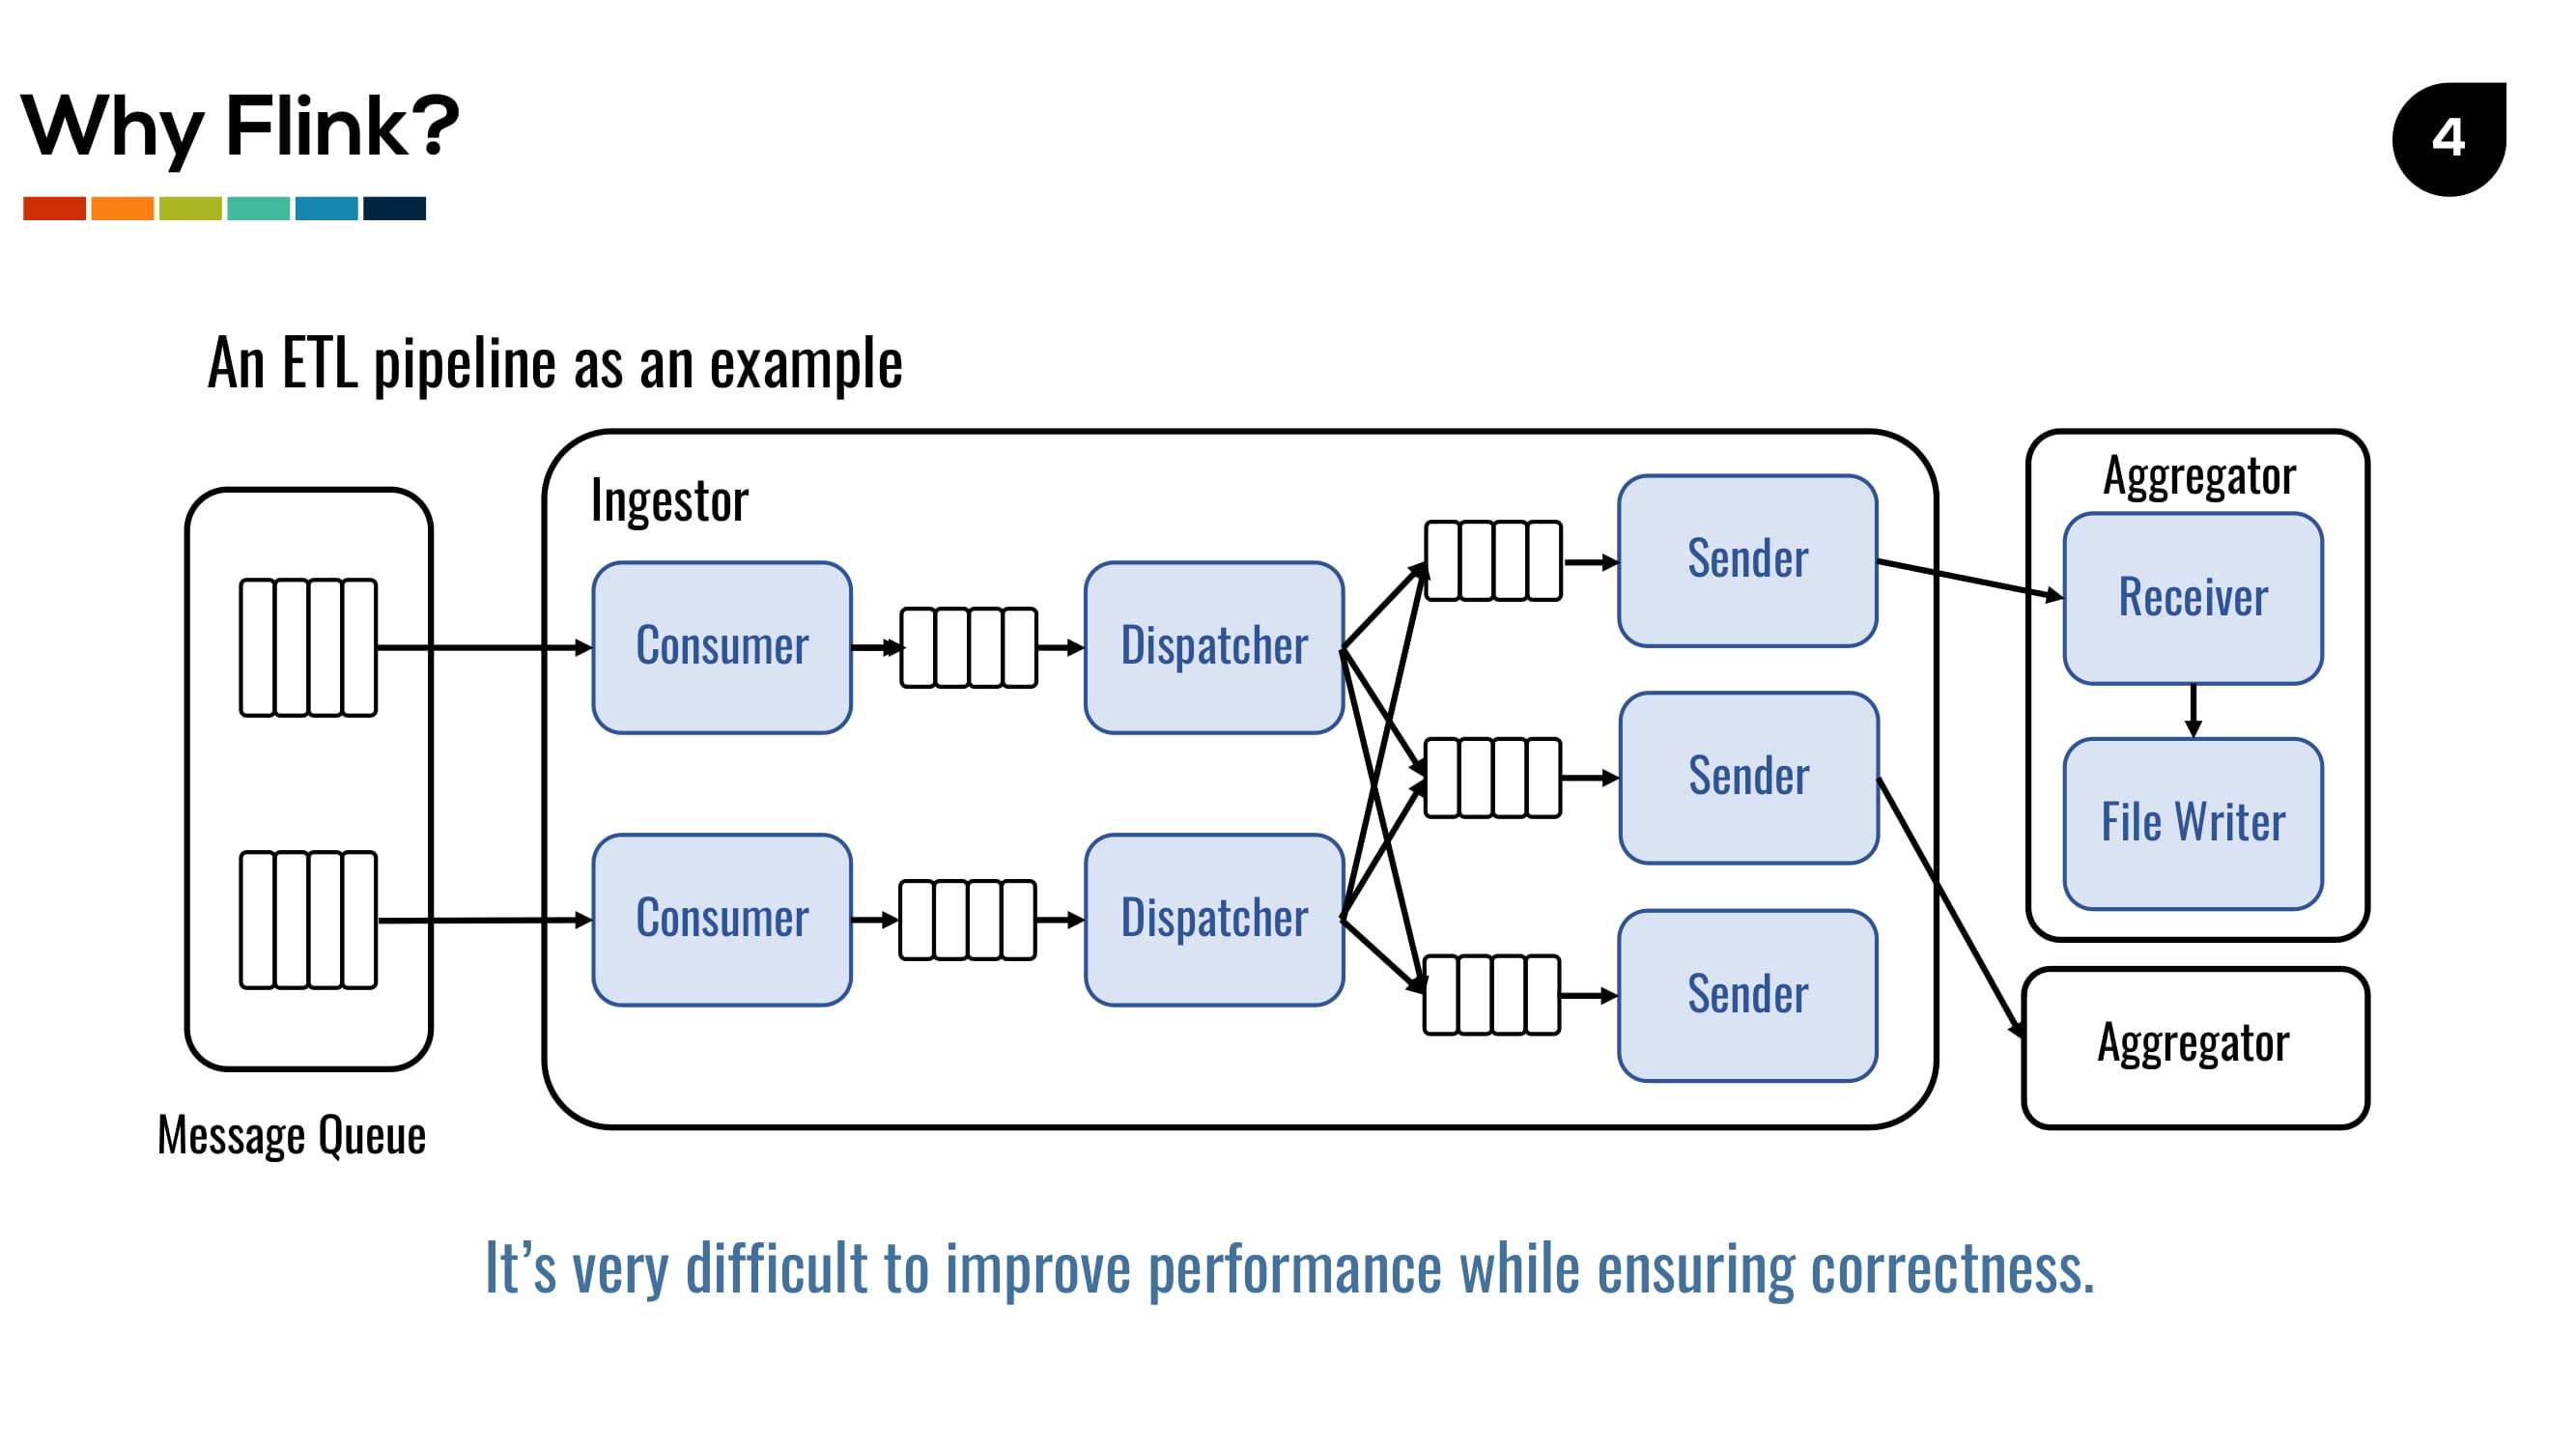 Why Flink?
4
An ETL pipeline as an example
Ingestor
Consumer
Dispatcher
Sender
Sender
Consumer
Dispatcher
Sender
Aggregator
Receiver
File Writer
Aggregator
Message Queue
It’s very difficult to improve performance while ensuring correctness.